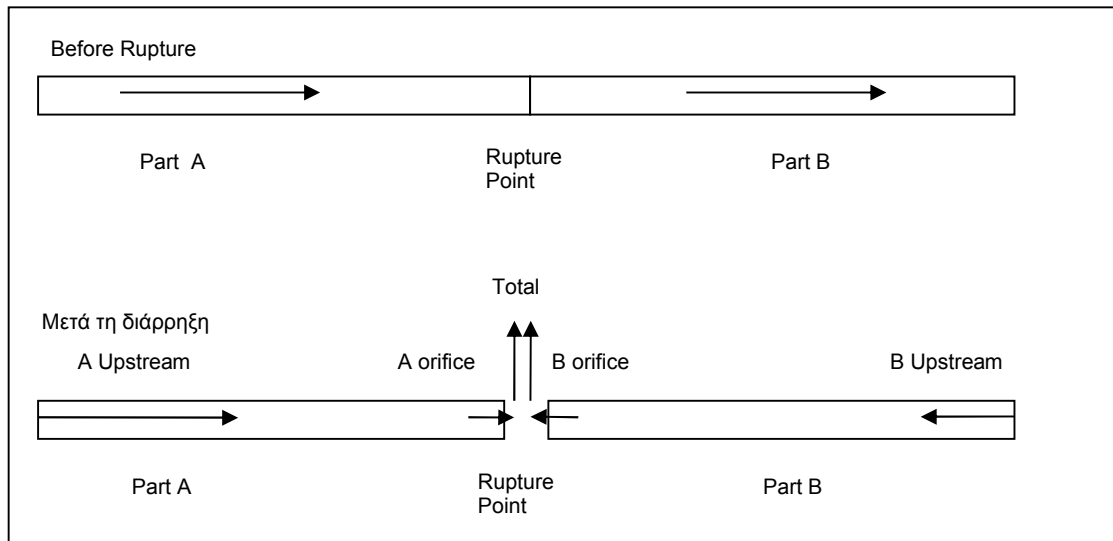 Before Rupture
Part A
Rupture
Point
Part B
Total
Μετά τη διάρρηξη
A Upstream
A orifice
B orifice
B Upstream
Part A
Rupture
Point
Part B